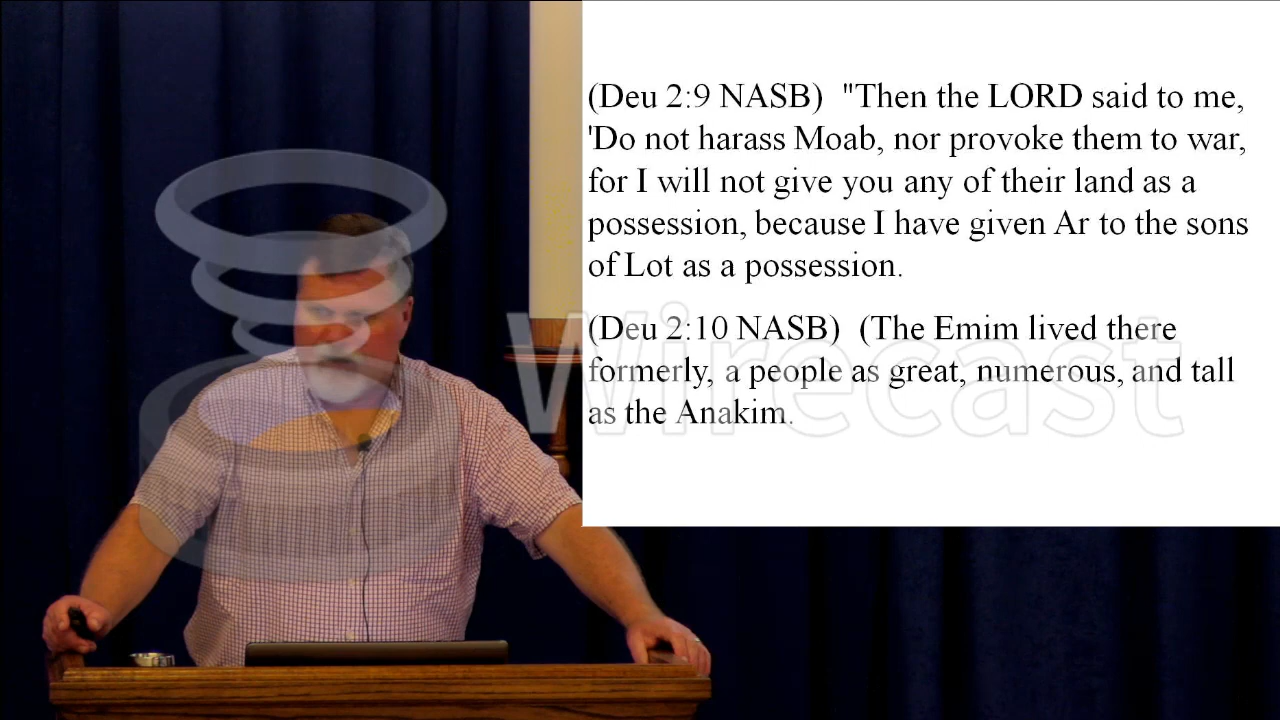 (Deu 2:9 NASB)  "Then the LORD said to me,
'Do not harass Moab, nor provoke them to war,
for I will not give you any of their land as a
possession, because I have given Ar to the sons
of Lot as a possession.
(Deu 2:10 NASB)  (The Emim lived there
formerly, a people as great, numerous, and tall
as the Anakim.
Wirecast